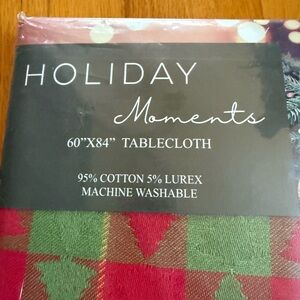 HOLIDAY
Moments
60"X84" TABLECLOTH
95% COTTON 5% LUREX
MACHINE WASHABLE